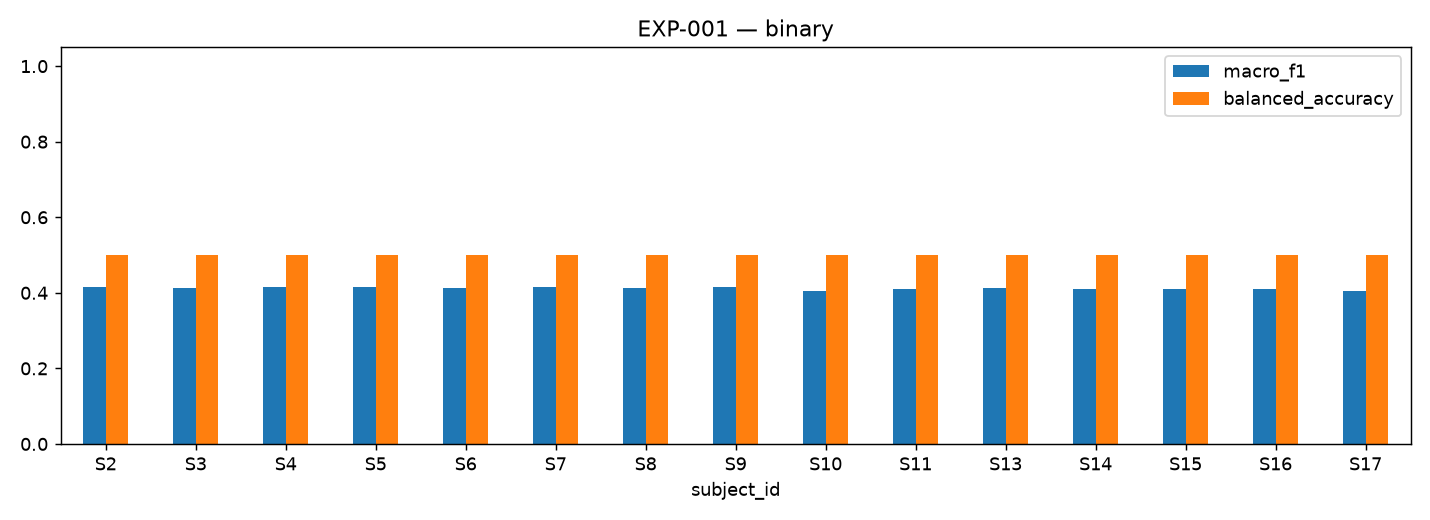 EXP-001 — binary
macro_f1
balanced_accuracy
1.0
0.8
0.6
0.4
0.2
0.0
S2 S3 S4 S5 S6 S7 S8 S9 S10 S11 S13 S14 S15 S16 S17
subject_id